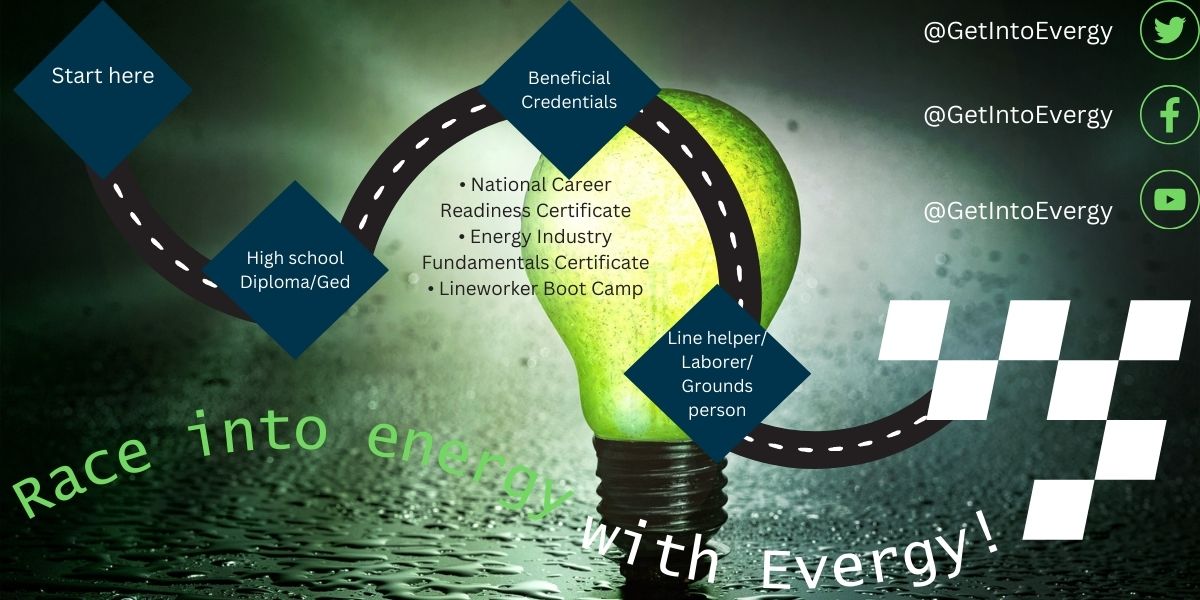 Start here
High school
Diploma/Ged
Beneficial
Credentials
• National Career
Readiness Certificate
• Energy Industry
Fundamentals Certificate
• Lineworker Boot Camp
Line helper/
Laborer/
Grounds
person
@GetIntoEvergy
@GetIntoEvergy
@GetIntoEvergy
Race into energy
with Evergy!